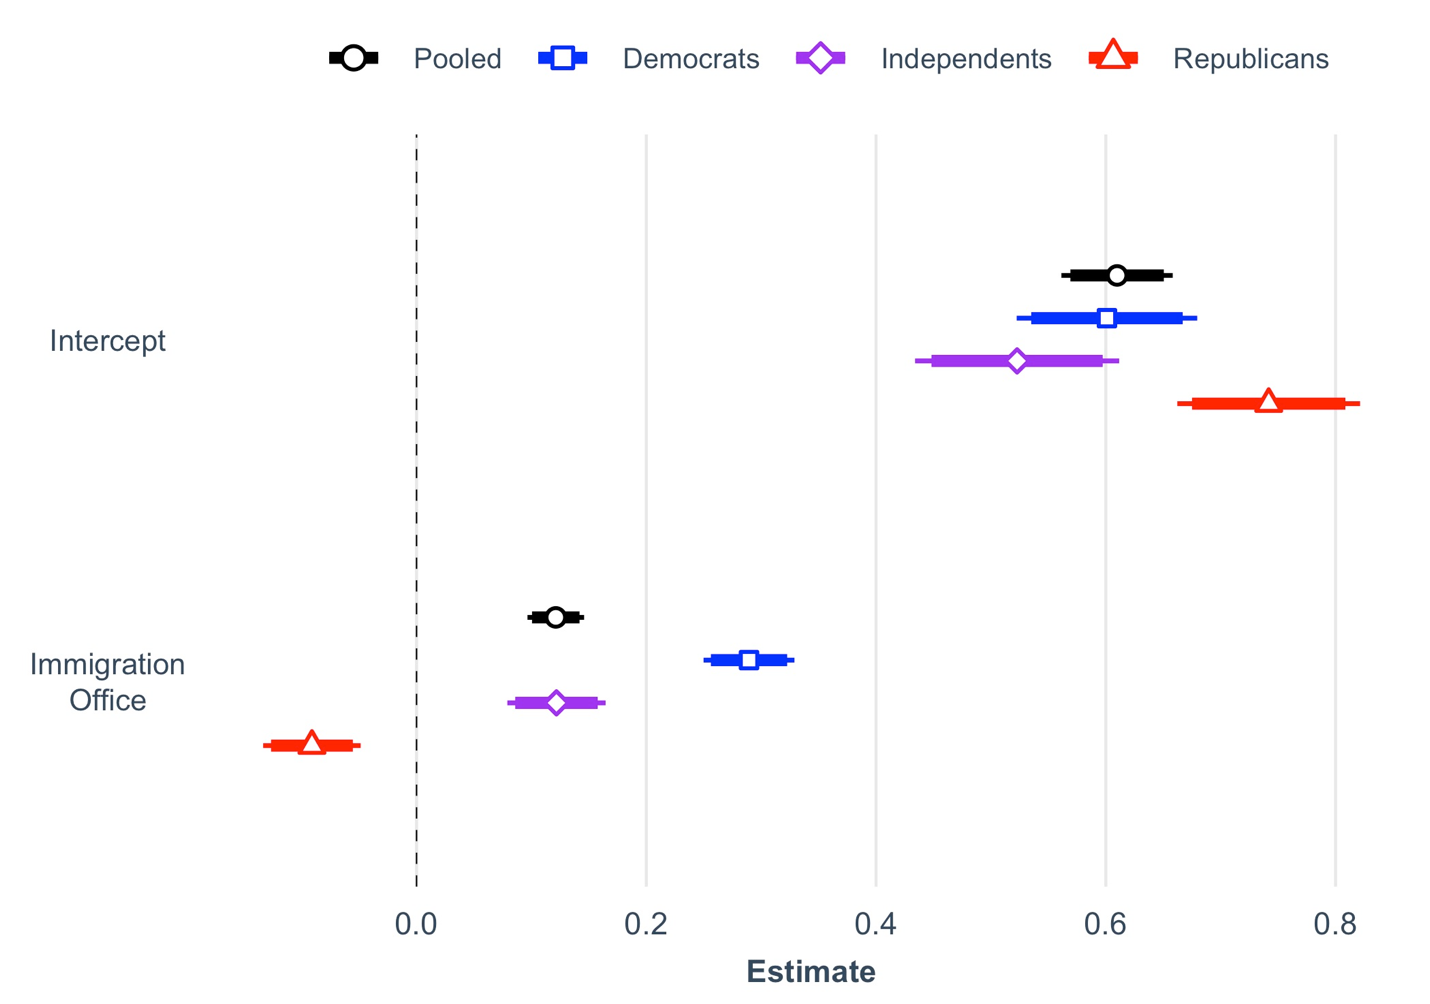 Pooled Democrats Independents Republicans
Intercept
Immigration
Office
0.0 0.2 0.4 0.6 0.8
Estimate